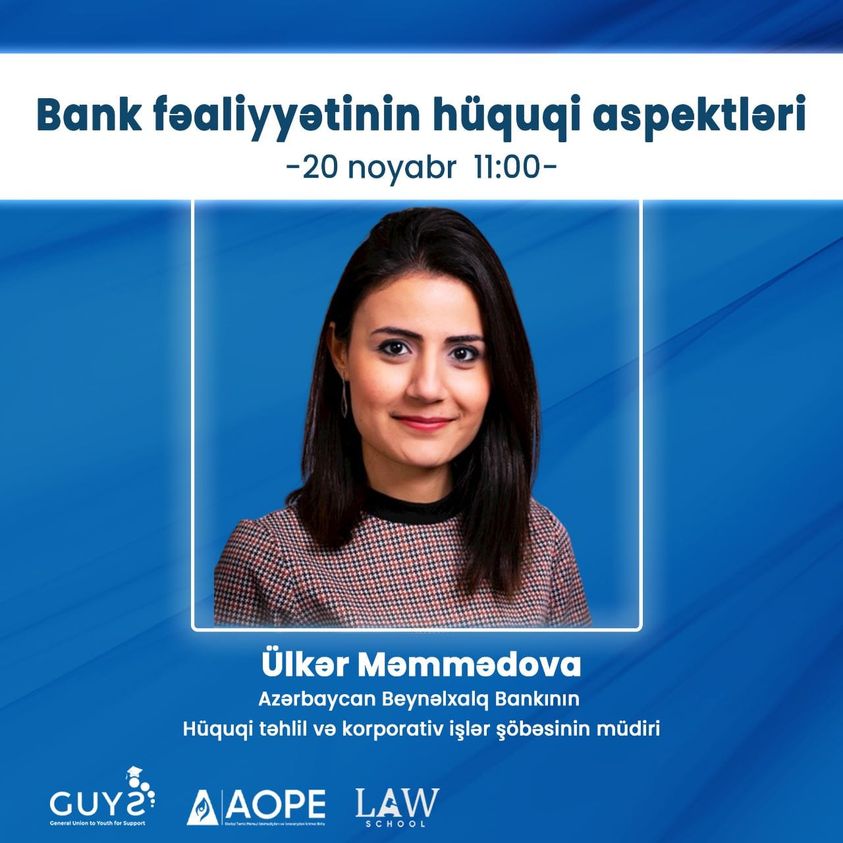 Bank fəaliyyətinin hüquqi aspektləri
-20 noyabr 11:00-
Ülkər Məmmədova
Azərbaycan Beynəlxalq Bankının
Hüquqi təhlil və korporativ işlər şöbəsinin müdiri
GUYS
General Union to Youth for Support
AOPE
LAW
SCHOOL